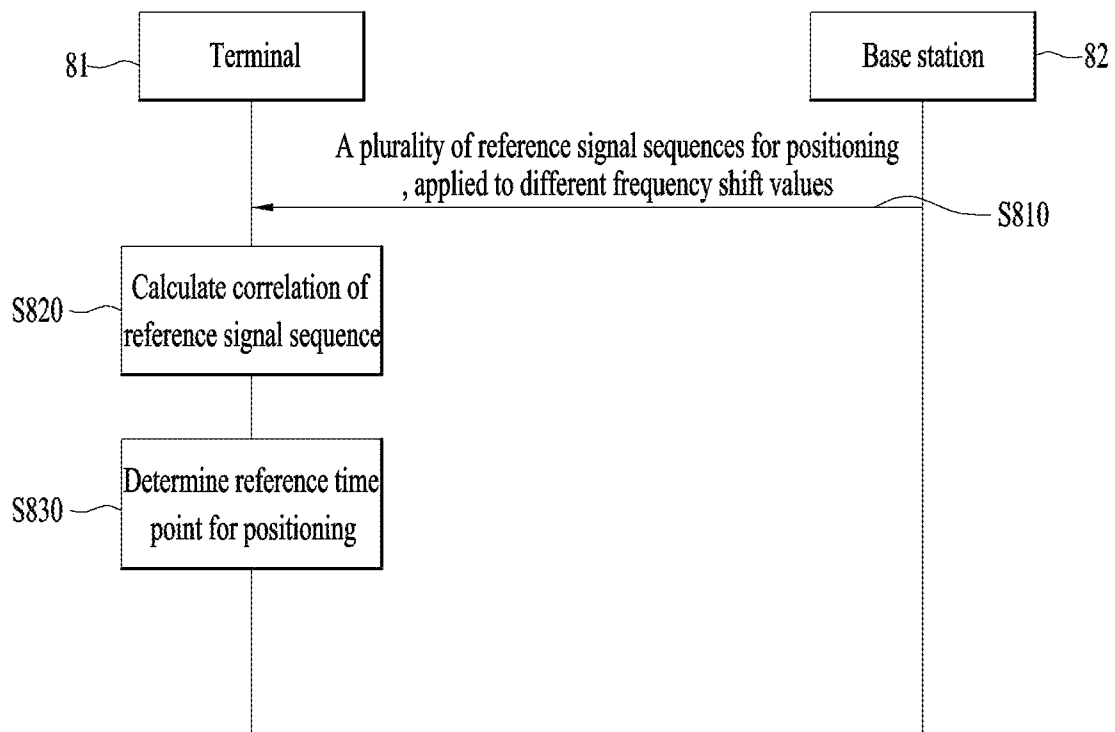 81
Terminal
Base station
82
A plurality of reference signal sequences for positioning
, applied to different frequency shift values
S810
S820
Calculate correlation of
reference signal sequence
S830
Determine reference time
point for positioning